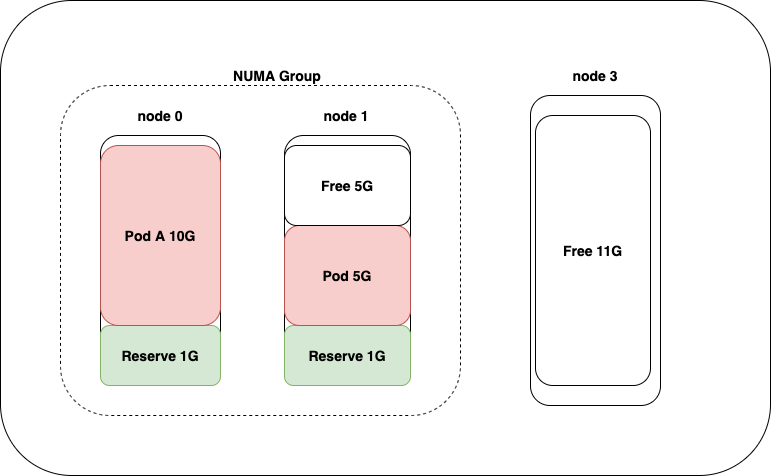 NUMA Group
node 3
node 0
node 1
Pod A 10G
Free 5G
Pod 5G
Free 11G
Reserve 1G
Reserve 1G